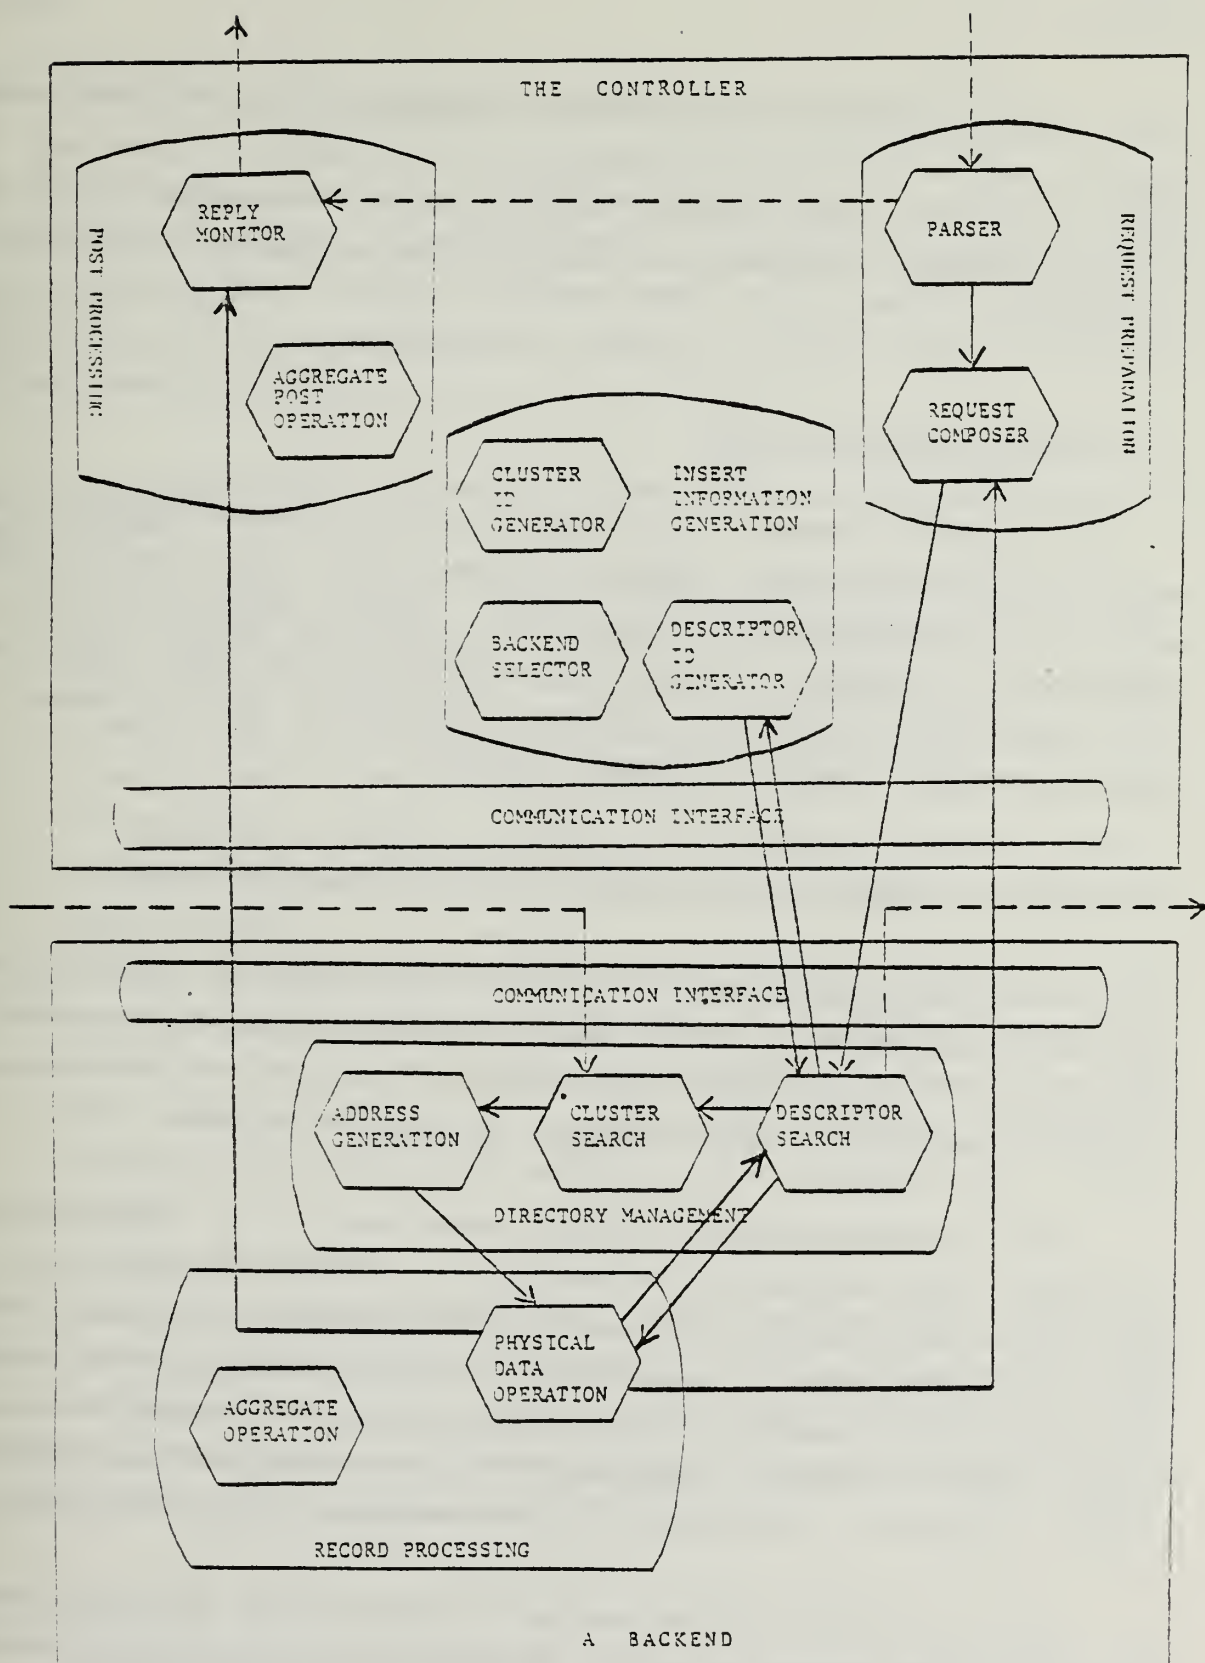 THE CONTROLLER
REPLY
MONITOR
POST PROCESSING
AGGREGATE
POST
OPERATION
PARSER
REQUEST PREPARATION
REQUEST
COMPOSER
CLUSTER
ID
GENERATOR
INSERT
INFORMATION
GENERATION
BACKEND
SELECTOR
DESCRIPTOR
ID
GENERATOR
COMMUNICATION INTERFACE
COMMUNICATION INTERFACE
ADDRESS
GENERATION
CLUSTER
SEARCH
DESCRIPTOR
SEARCH
DIRECTORY MANAGEMENT
PHYSICAL
DATA
OPERATION
AGGREGATE
OPERATION
RECORD PROCESSING
A BACKEND